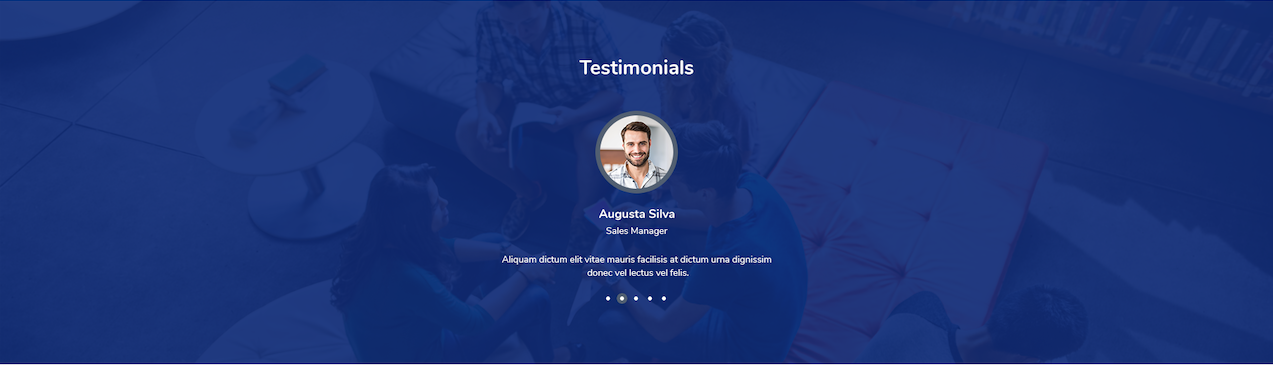 Testimonials
Augusta Silva
Sales Manager
Aliquam dictum elit vitae mauris facilisis at dictum urna dignissim
donec vel lectus vel felis.